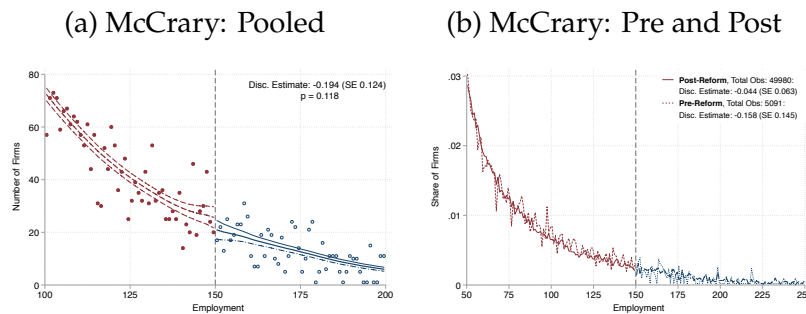 (a) McCrary: Pooled
(b) McCrary: Pre and Post
80
60
40
20
0
Number of Firms
Disc. Estimate: -0.194 (SE 0.124)
p = 0.118
100
125
150
175
200
Employment
.03
.02
.01
0
Share of Firms
Post-Reform, Total Obs: 49980:
Disc. Estimate: -0.044 (SE 0.063)
Pre-Reform, Total Obs: 5091:
Disc. Estimate: -0.158 (SE 0.145)
50
75
100
125
150
175
200
225
250
Employment